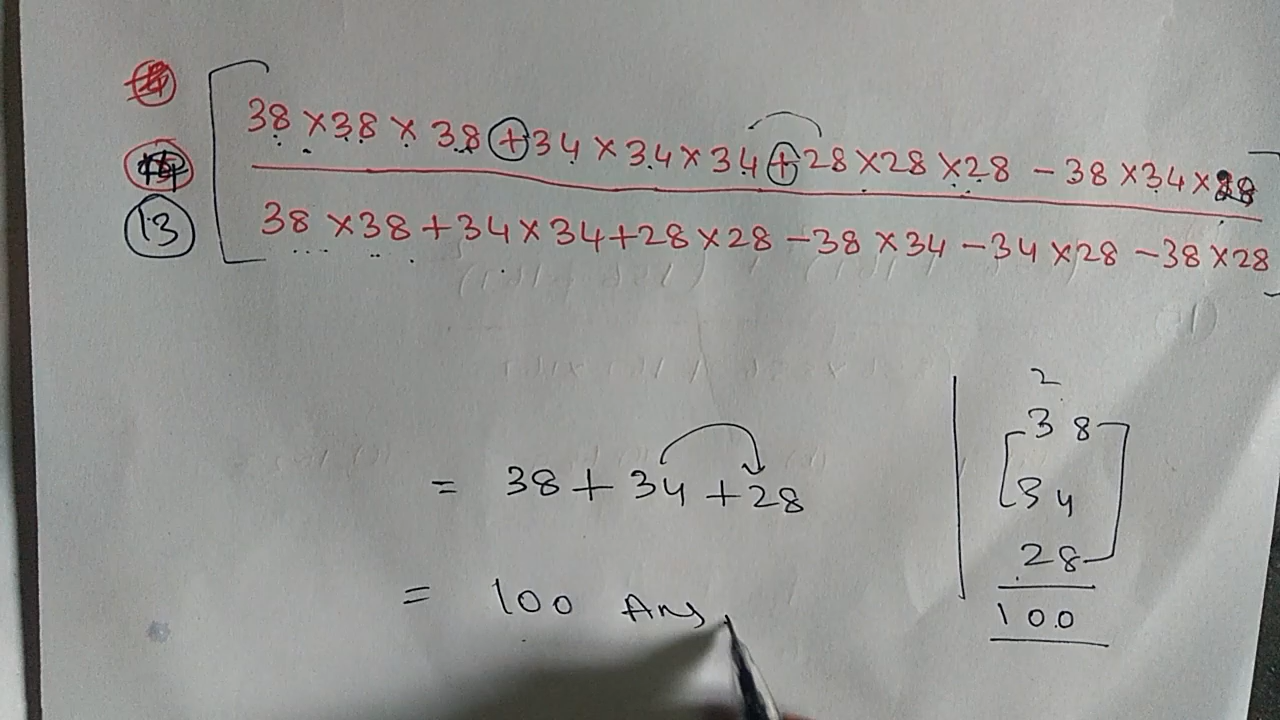 38 × 38 × 38 + 34 × 34 × 34 + 28 × 28 × 28 - 38 × 34 × 28
13
38 × 38 + 34 × 34 + 28 × 28 - 38 × 34 - 34 × 28 - 38 × 28
= 38 + 34 + 28
= 100 Ans
2
38
34
28
100